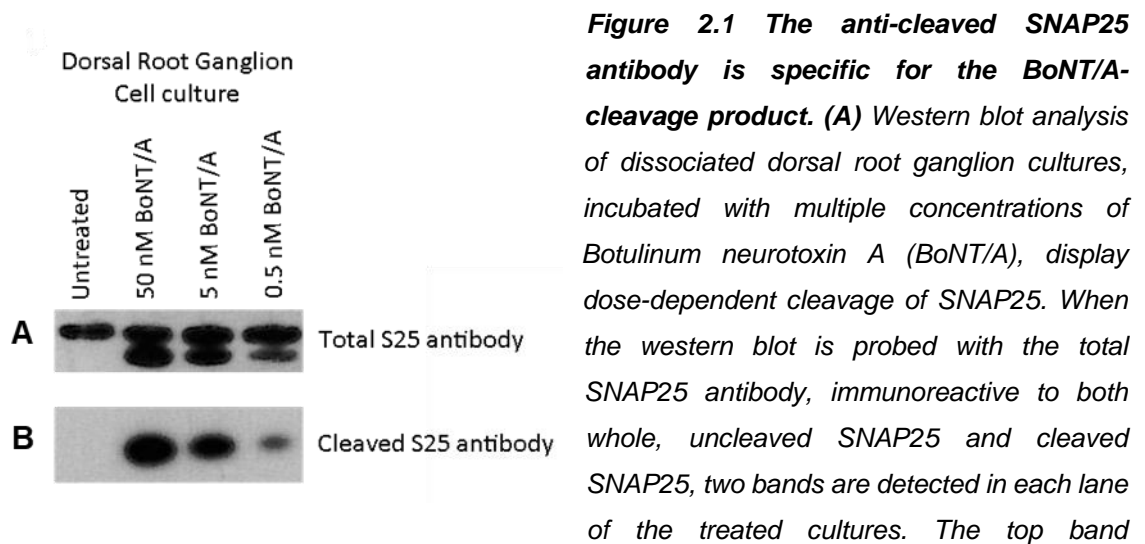 Dorsal Root Ganglion
Cell culture
Untreated
50 nM BoNT/A
5 nM BoNT/A
0.5 nM BoNT/A
A
Total S25 antibody
B
Cleaved S25 antibody
Figure 2.1 The anti-cleaved SNAP25
antibody is specific for the BoNT/A-
cleavage product. (A) Western blot analysis
of dissociated dorsal root ganglion cultures,
incubated with multiple concentrations of
Botulinum neurotoxin A (BoNT/A), display
dose-dependent cleavage of SNAP25. When
the western blot is probed with the total
SNAP25 antibody, immunoreactive to both
whole, uncleaved SNAP25 and cleaved
SNAP25, two bands are detected in each lane
of the treated cultures. The top band